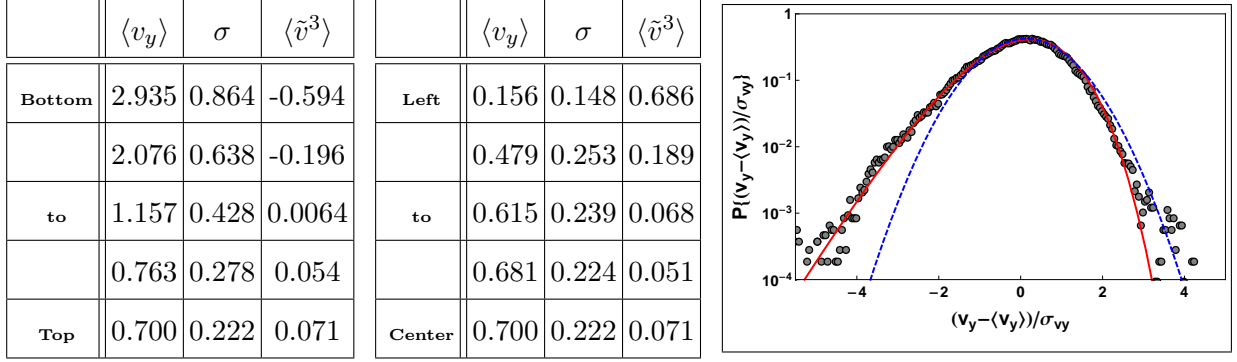 ⟨v_y⟩ σ ⟨ṽ³⟩
Bottom 2.935 0.864 -0.594
2.076 0.638 -0.196
to 1.157 0.428 0.0064
0.763 0.278 0.054
Top 0.700 0.222 0.071
⟨v_y⟩ σ ⟨ṽ³⟩
Left 0.156 0.148 0.686
0.479 0.253 0.189
to 0.615 0.239 0.068
0.681 0.224 0.051
Center 0.700 0.222 0.071
P{(v_y−⟨v_y⟩)/σ_vy}
1
10⁻¹
10⁻²
10⁻³
10⁻⁴
−4 −2 0 2 4
(v_y−⟨v_y⟩)/σ_vy